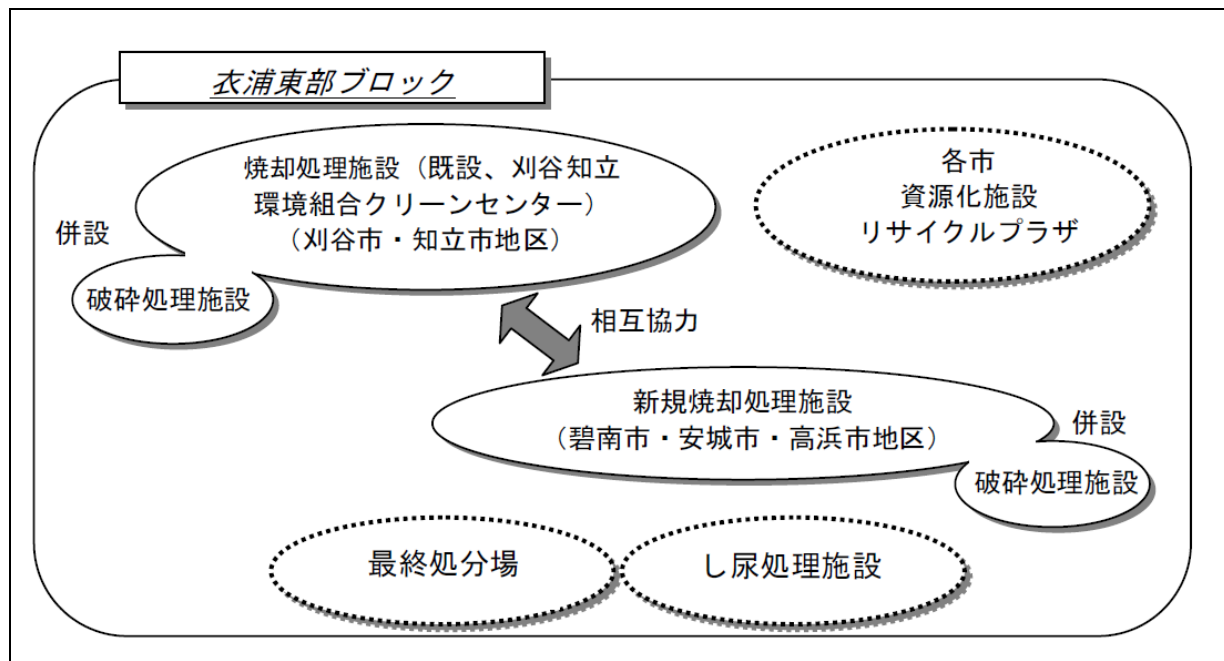 衣浦東部ブロック
焼却処理施設（既設、刈谷知立
環境組合クリーンセンター）
（刈谷市・知立市地区）
併設
破砕処理施設
各市
資源化施設
リサイクルプラザ
相互協力
新規焼却処理施設
（碧南市・安城市・高浜市地区）
併設
破砕処理施設
最終処分場
し尿処理施設